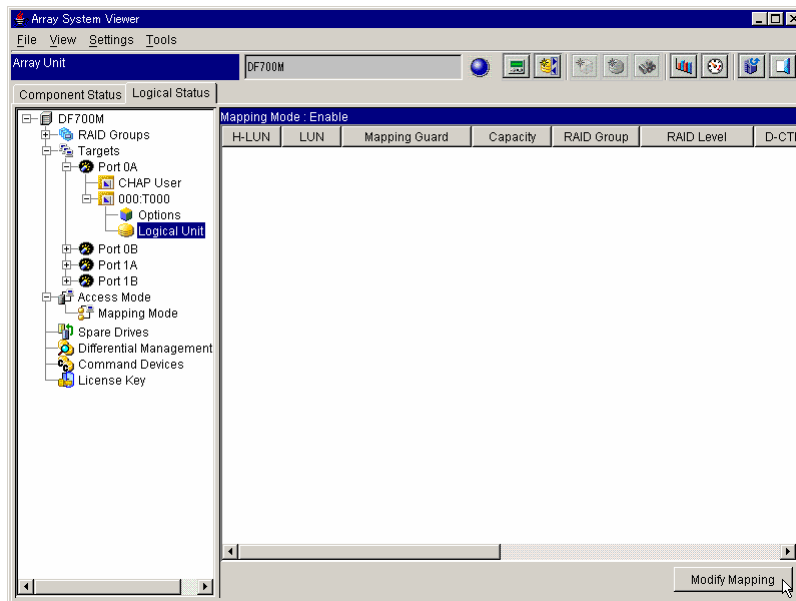 Array System Viewer
File View Settings Tools
Array Unit
DF700M
Component Status
Logical Status
DF700M
RAID Groups
Targets
Port 0A
CHAP User
000:T000
Options
Logical Unit
Port 0B
Port 1A
Port 1B
Access Mode
Mapping Mode
Spare Drives
Differential Management
Command Devices
License Key
Mapping Mode : Enable
H-LUN LUN Mapping Guard Capacity RAID Group RAID Level D-CTL
Modify Mapping